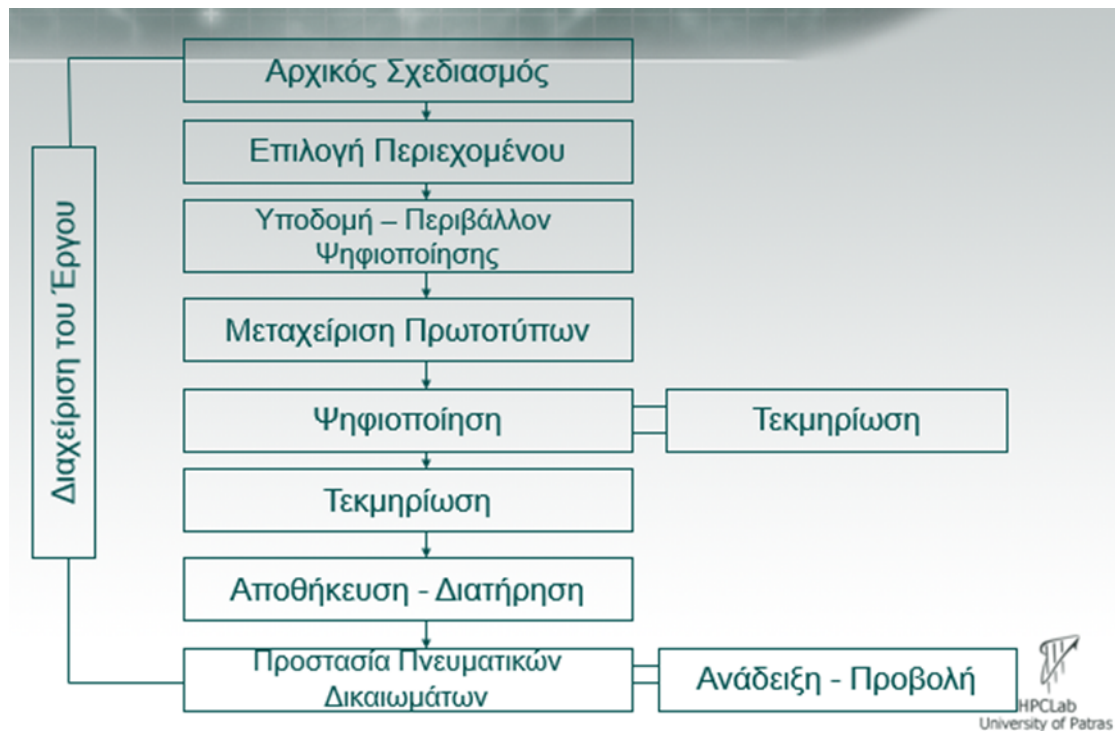 Αρχικός Σχεδιασμός
Επιλογή Περιεχομένου
Υποδομή – Περιβάλλον
Ψηφιοποίησης
Μεταχείριση Πρωτοτύπων
Ψηφιοποίηση
Τεκμηρίωση
Τεκμηρίωση
Αποθήκευση - Διατήρηση
Προστασία Πνευματικών
Δικαιωμάτων
Ανάδειξη - Προβολή
Διαχείριση του Έργου
HPCLab
University of Patras